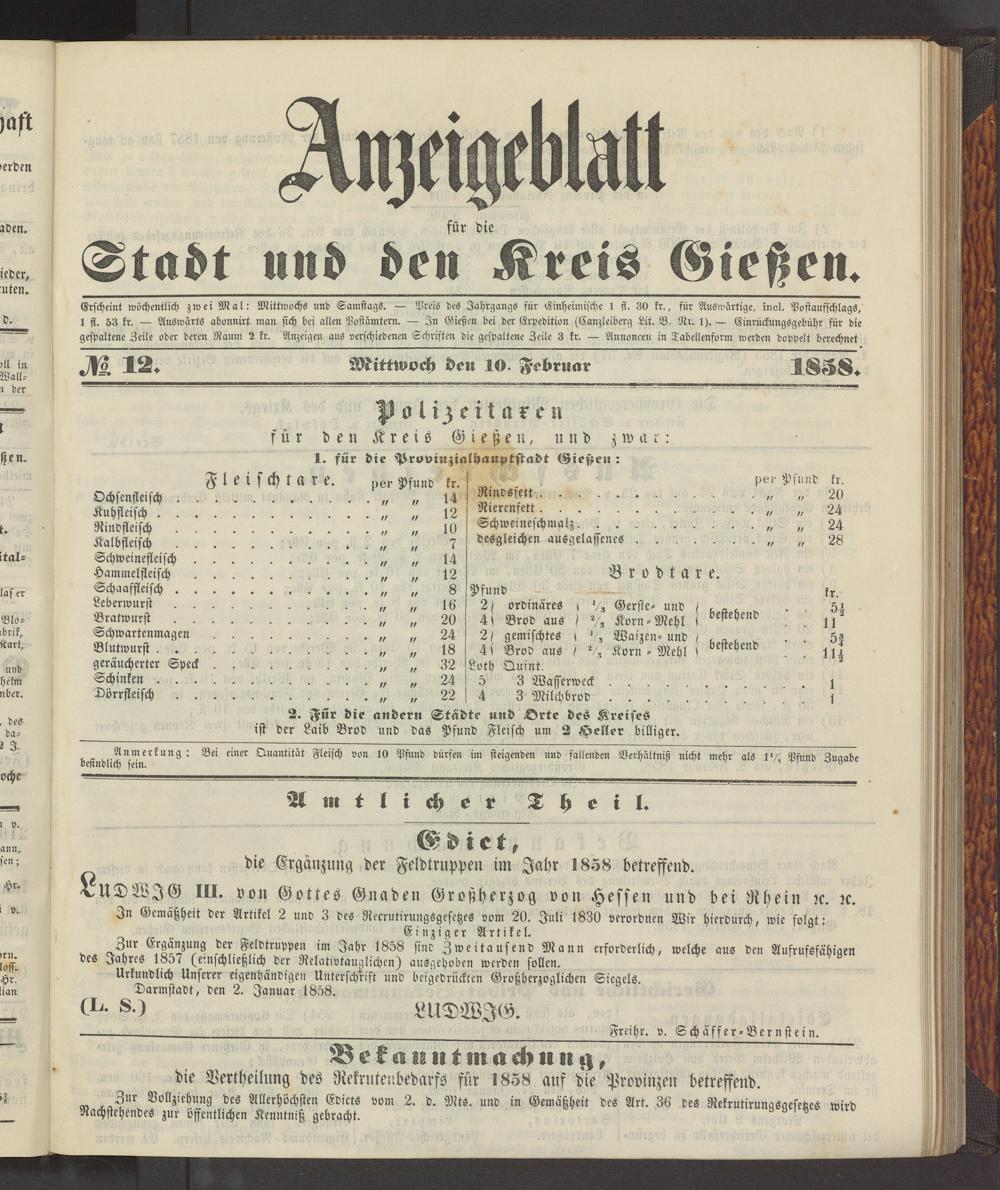 Anzeigeblatt
für die
Stadt und den Kreis Gießen.
Erscheint wöchentlich zwei Mal: Mittwochs und Samstags. — Preis des Jahrgangs für Einheimische 1 fl. 30 kr., für Auswärtige, incl. Postaufschlags,
1 fl. 53 kr. — Auswärts abonnirt man sich bei allen Postämtern. — In Gießen bei der Expedition (Canzleiberg Lit. B. Nr. 1). — Einrückungsgebühr für die
gespaltene Zeile oder deren Raum 2 kr. Anzeigen aus verschiedenen Schriften die gespaltene Zeile 3 kr. — Annoncen in Tabellenform werden doppelt berechnet.
№ 12. Mittwoch den 10. Februar 1858.
Polizeitaxen
für den Kreis Gießen, und zwar:
1. für die Provinzialhauptstadt Gießen:
Fleischtaxe. per Pfund kr.
Ochsenfleisch . . . „ „ 14
Kuhfleisch . . . „ „ 12
Rindfleisch . . . „ „ 10
Kalbfleisch . . . „ „ 7
Schweinefleisch . . . „ „ 14
Hammelfleisch . . . „ „ 12
Schaaffleisch . . . „ „ 8
Leberwurst . . . „ „ 16
Bratwurst . . . „ „ 20
Schwartenmagen . . . „ „ 24
Blutwurst . . . „ „ 18
geräucherter Speck . . . „ „ 32
Schinken . . . „ „ 24
Dörrfleisch . . . „ „ 22
per Pfund kr.
Rindsfett . . . „ „ 20
Nierenfett . . . „ „ 24
Schweineschmalz . . . „ „ 24
desgleichen ausgelassenes . . . „ „ 28
Brodtaxe.
Pfund kr.
2 ordinäres 1/3 Gerste- und bestehend . . 5½
4 Brod aus 2/3 Korn-Mehl . . 11
2 gemischtes 1/3 Waizen- und bestehend . . 5¾
4 Brod aus 2/3 Korn-Mehl . . 11½
Loth Quint.
5 3 Wasserweck . . . 1
4 3 Milchbrod . . . 1
2. Für die andern Städte und Orte des Kreises
ist der Laib Brod und das Pfund Fleisch um 2 Heller billiger.
Anmerkung: Bei einer Quantität Fleisch von 10 Pfund dürfen im steigenden und fallenden Verhältniß nicht mehr als 1¼ Pfund Zugabe
befindlich sein.
Amtlicher Theil.
Edict,
die Ergänzung der Feldtruppen im Jahr 1858 betreffend.
LUDWIG III. von Gottes Gnaden Großherzog von Hessen und bei Rhein ꝛc. ꝛc.
In Gemäßheit der Artikel 2 und 3 des Recrutirungsgesetzes vom 20. Juli 1830 verordnen Wir hierdurch, wie folgt:
Einziger Artikel.
Zur Ergänzung der Feldtruppen im Jahr 1858 sind Zweitausend Mann erforderlich, welche aus den Aufrufsfähigen
des Jahres 1857 (einschließlich der Relativtauglichen) ausgehoben werden sollen.
Urkundlich Unserer eigenhändigen Unterschrift und beigedrückten Großherzoglichen Siegels.
Darmstadt, den 2. Januar 1858.
(L. S.) LUDWIG.
Freihr. v. Schäffer-Bernstein.
Bekanntmachung,
die Vertheilung des Rekrutenbedarfs für 1858 auf die Provinzen betreffend.
Zur Vollziehung des Allerhöchsten Edicts vom 2. d. Mts. und in Gemäßheit des Art. 36 des Rekrutirungsgesetzes wird
Nachstehendes zur öffentlichen Kenntniß gebracht.